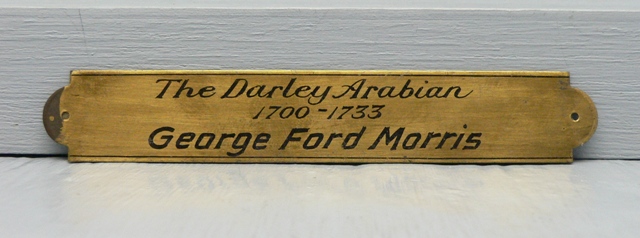 The Darley Arabian
1700-1733
George Ford Morris